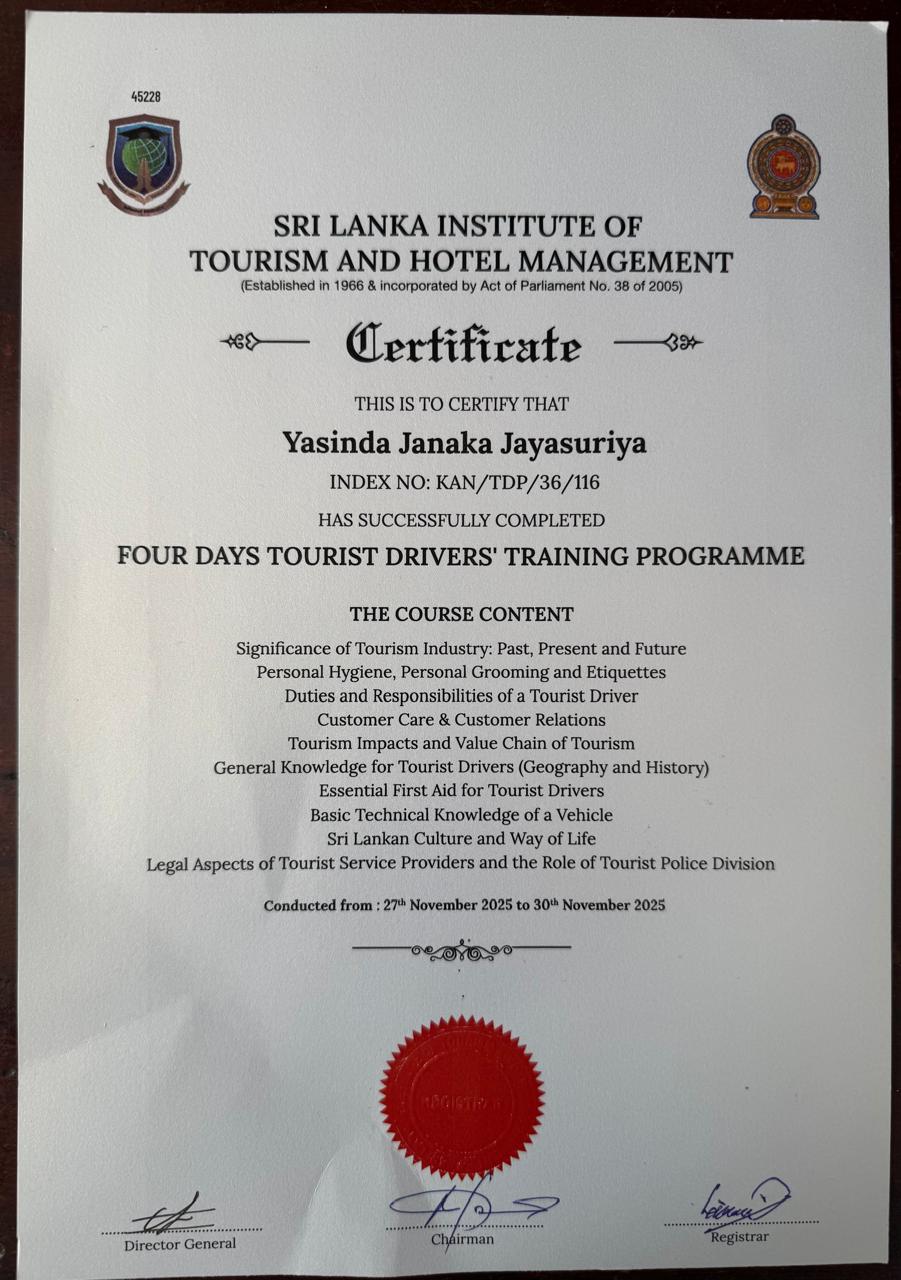 45228
SRI LANKA INSTITUTE OF
TOURISM AND HOTEL MANAGEMENT
(Established in 1966 & incorporated by Act of Parliament No. 38 of 2005)
Certificate
THIS IS TO CERTIFY THAT
Yasinda Janaka Jayasuriya
INDEX NO: KAN/TDP/36/116
HAS SUCCESSFULLY COMPLETED
FOUR DAYS TOURIST DRIVERS' TRAINING PROGRAMME
THE COURSE CONTENT
Significance of Tourism Industry: Past, Present and Future
Personal Hygiene, Personal Grooming and Etiquettes
Duties and Responsibilities of a Tourist Driver
Customer Care & Customer Relations
Tourism Impacts and Value Chain of Tourism
General Knowledge for Tourist Drivers (Geography and History)
Essential First Aid for Tourist Drivers
Basic Technical Knowledge of a Vehicle
Sri Lankan Culture and Way of Life
Legal Aspects of Tourist Service Providers and the Role of Tourist Police Division
Conducted from : 27th November 2025 to 30th November 2025
Director General
Chairman
Registrar